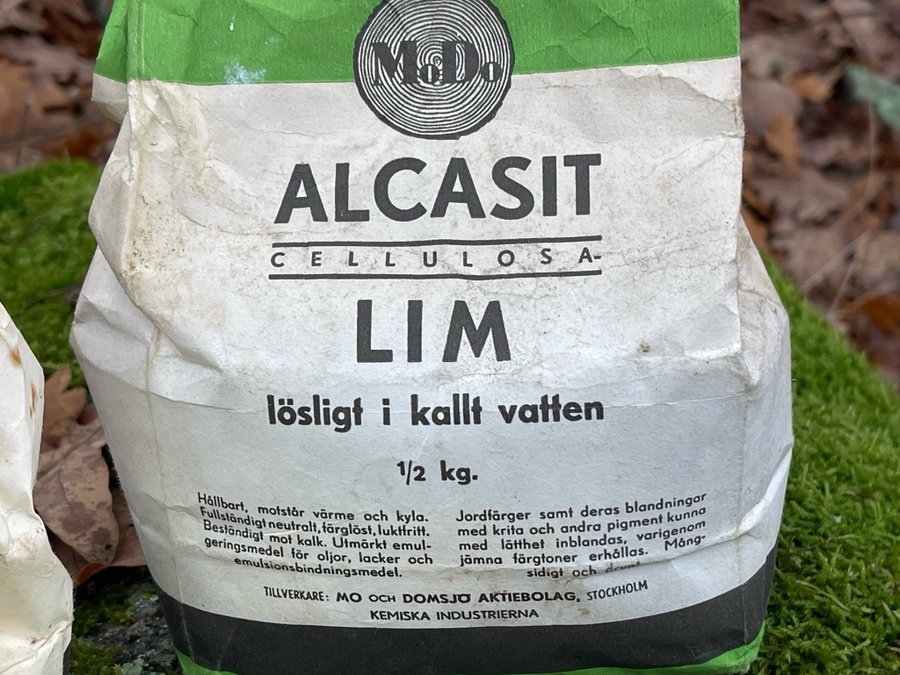 MoDo
ALCASIT
CELLULOSA-
LIM
lösligt i kallt vatten
1/2 kg.
Hållbart, motstår värme och kyla.
Fullständigt neutralt, färglöst, luktfritt.
Beständigt mot kalk. Utmärkt emul-
geringsmedel för oljor, lacker och
emulsionsbindningsmedel.
Jordfärger samt deras blandningar
med krita och andra pigment kunna
med lätthet inblandas, varigenom
jämna färgtoner erhållas. Mång-
sidigt och
TILLVERKARE: MO OCH DOMSJÖ AKTIEBOLAG, STOCKHOLM
KEMISKA INDUSTRIERNA